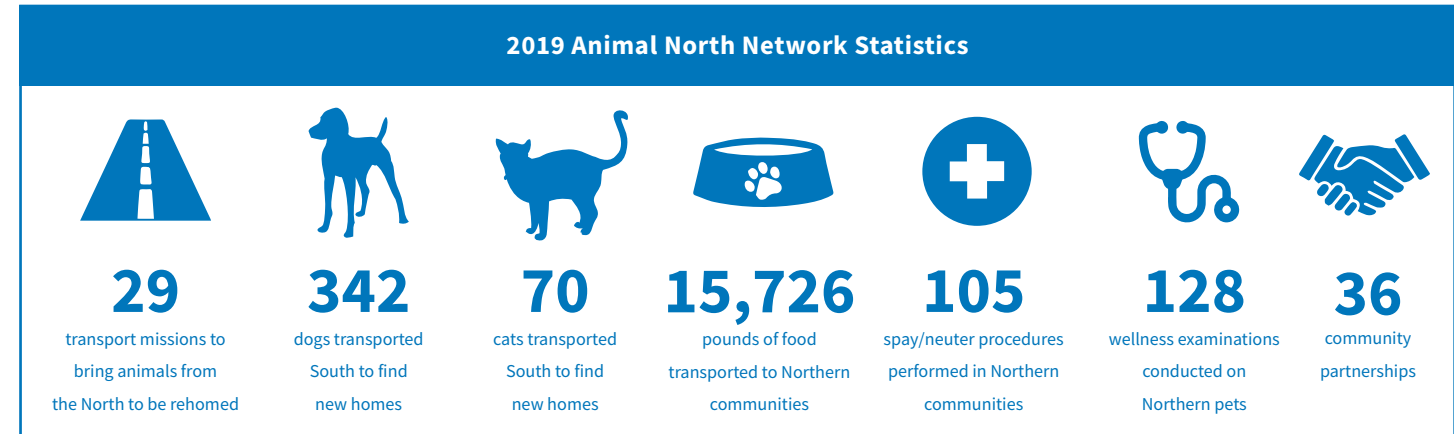 2019 Animal North Network Statistics
29
transport missions to
bring animals from
the North to be rehomed
342
dogs transported
South to find
new homes
70
cats transported
South to find
new homes
15,726
pounds of food
transported to Northern
communities
105
spay/neuter procedures
performed in Northern
communities
128
wellness examinations
conducted on
Northern pets
36
community
partnerships